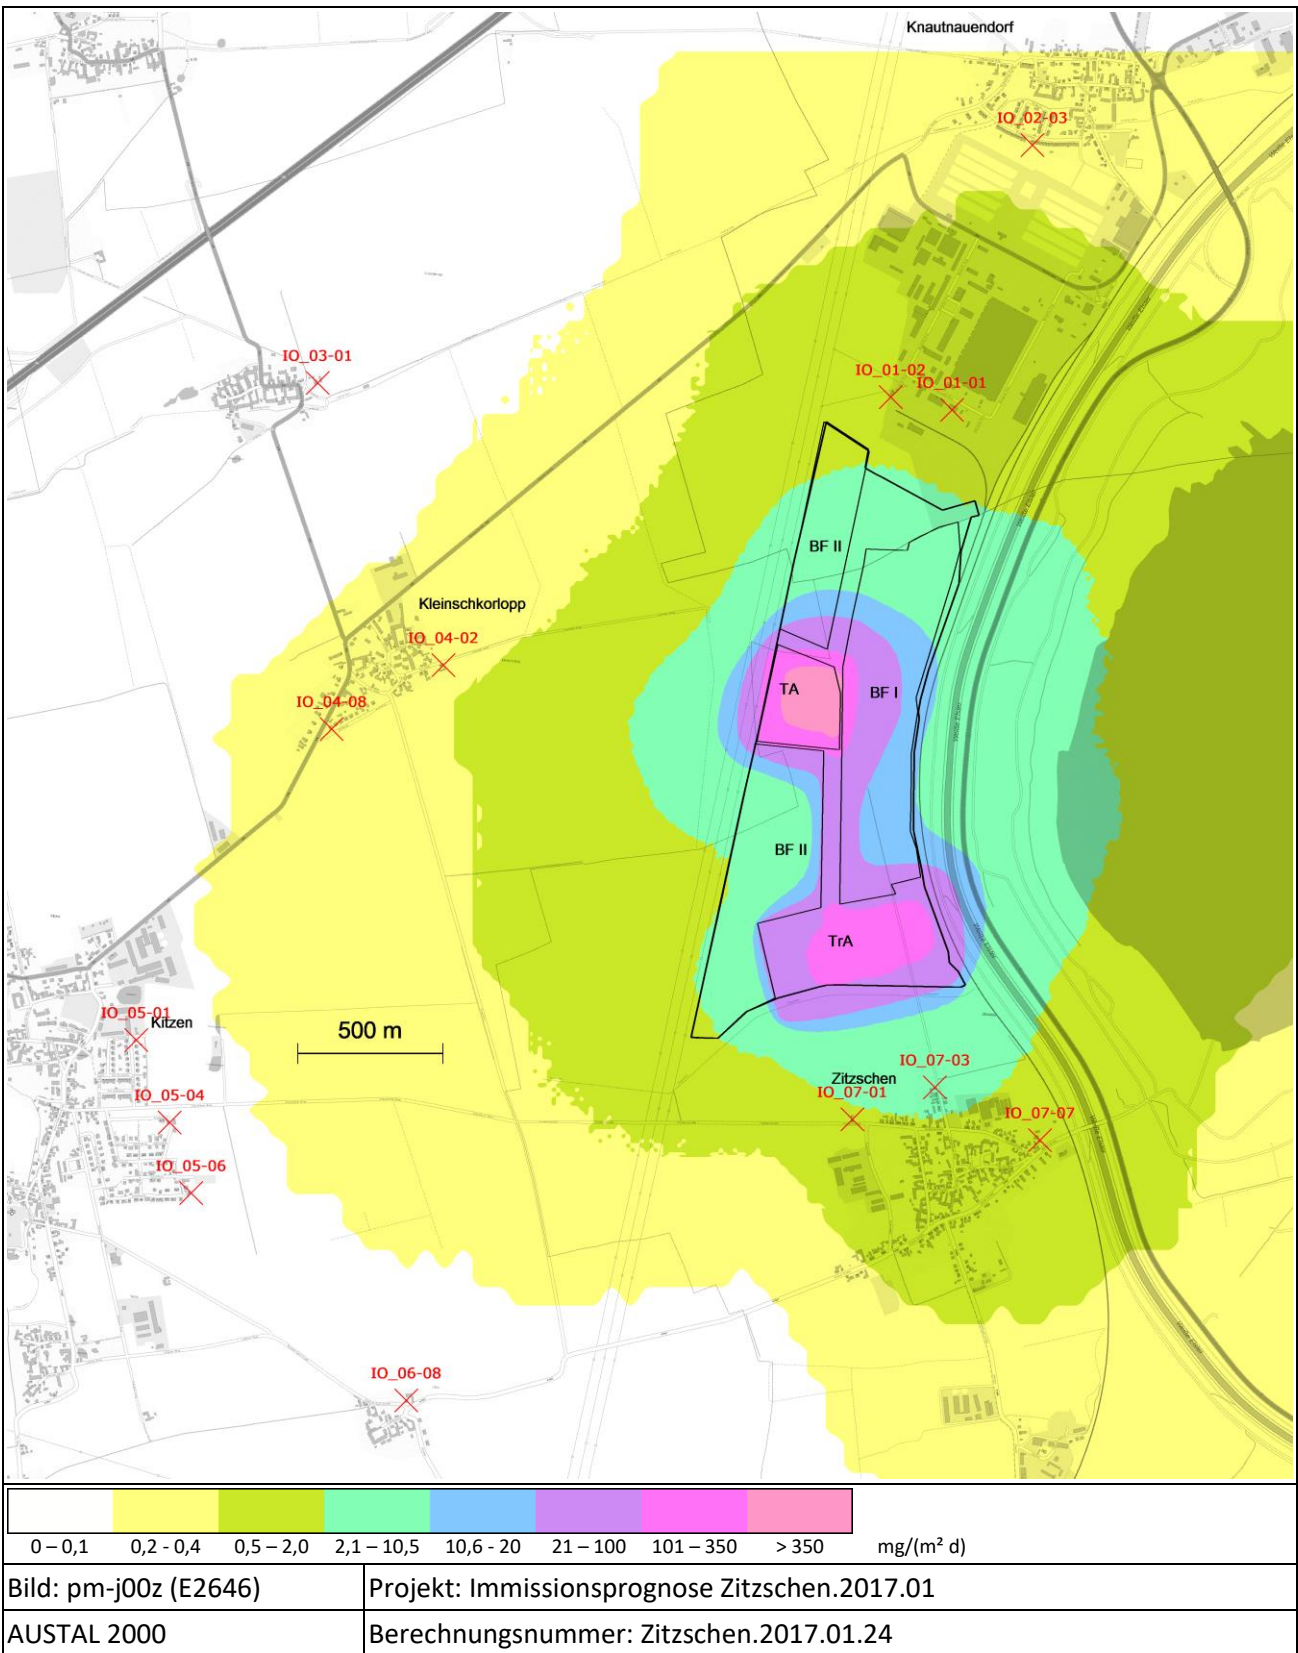 Knautnauendorf
IO_02-03
IO_03-01
IO_01-02
IO_01-01
BF II
Kleinschkorlopp
IO_04-02
TA
BF I
IO_04-08
BF II
TrA
IO_05-01
Kitzen
500 m
IO_07-03
Zitzschen
IO_07-01
IO_05-04
IO_07-07
IO_05-06
IO_06-08
0 – 0,1 0,2 - 0,4 0,5 – 2,0 2,1 – 10,5 10,6 - 20 21 – 100 101 – 350 > 350 mg/(m² d)
Bild: pm-j00z (E2646) Projekt: Immissionsprognose Zitzschen.2017.01
AUSTAL 2000 Berechnungsnummer: Zitzschen.2017.01.24